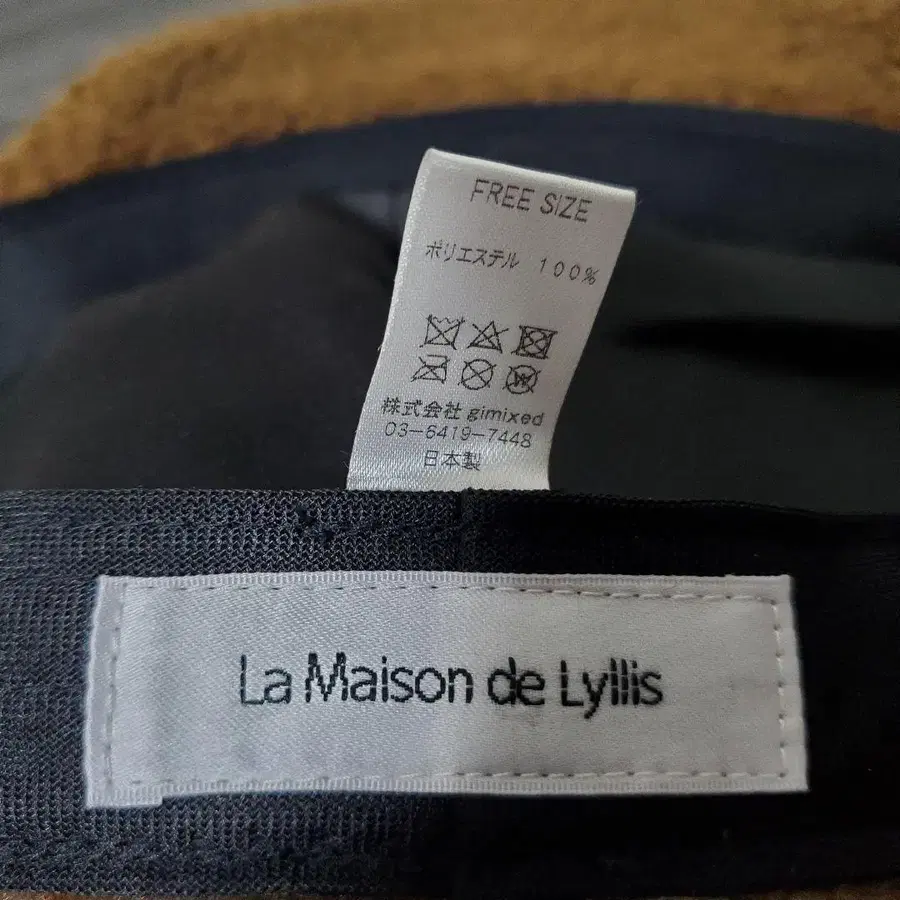 FREE SIZE
ポリエステル 100%
株式会社 gimixed
03-6419-7448
日本製
La Maison de Lyllis